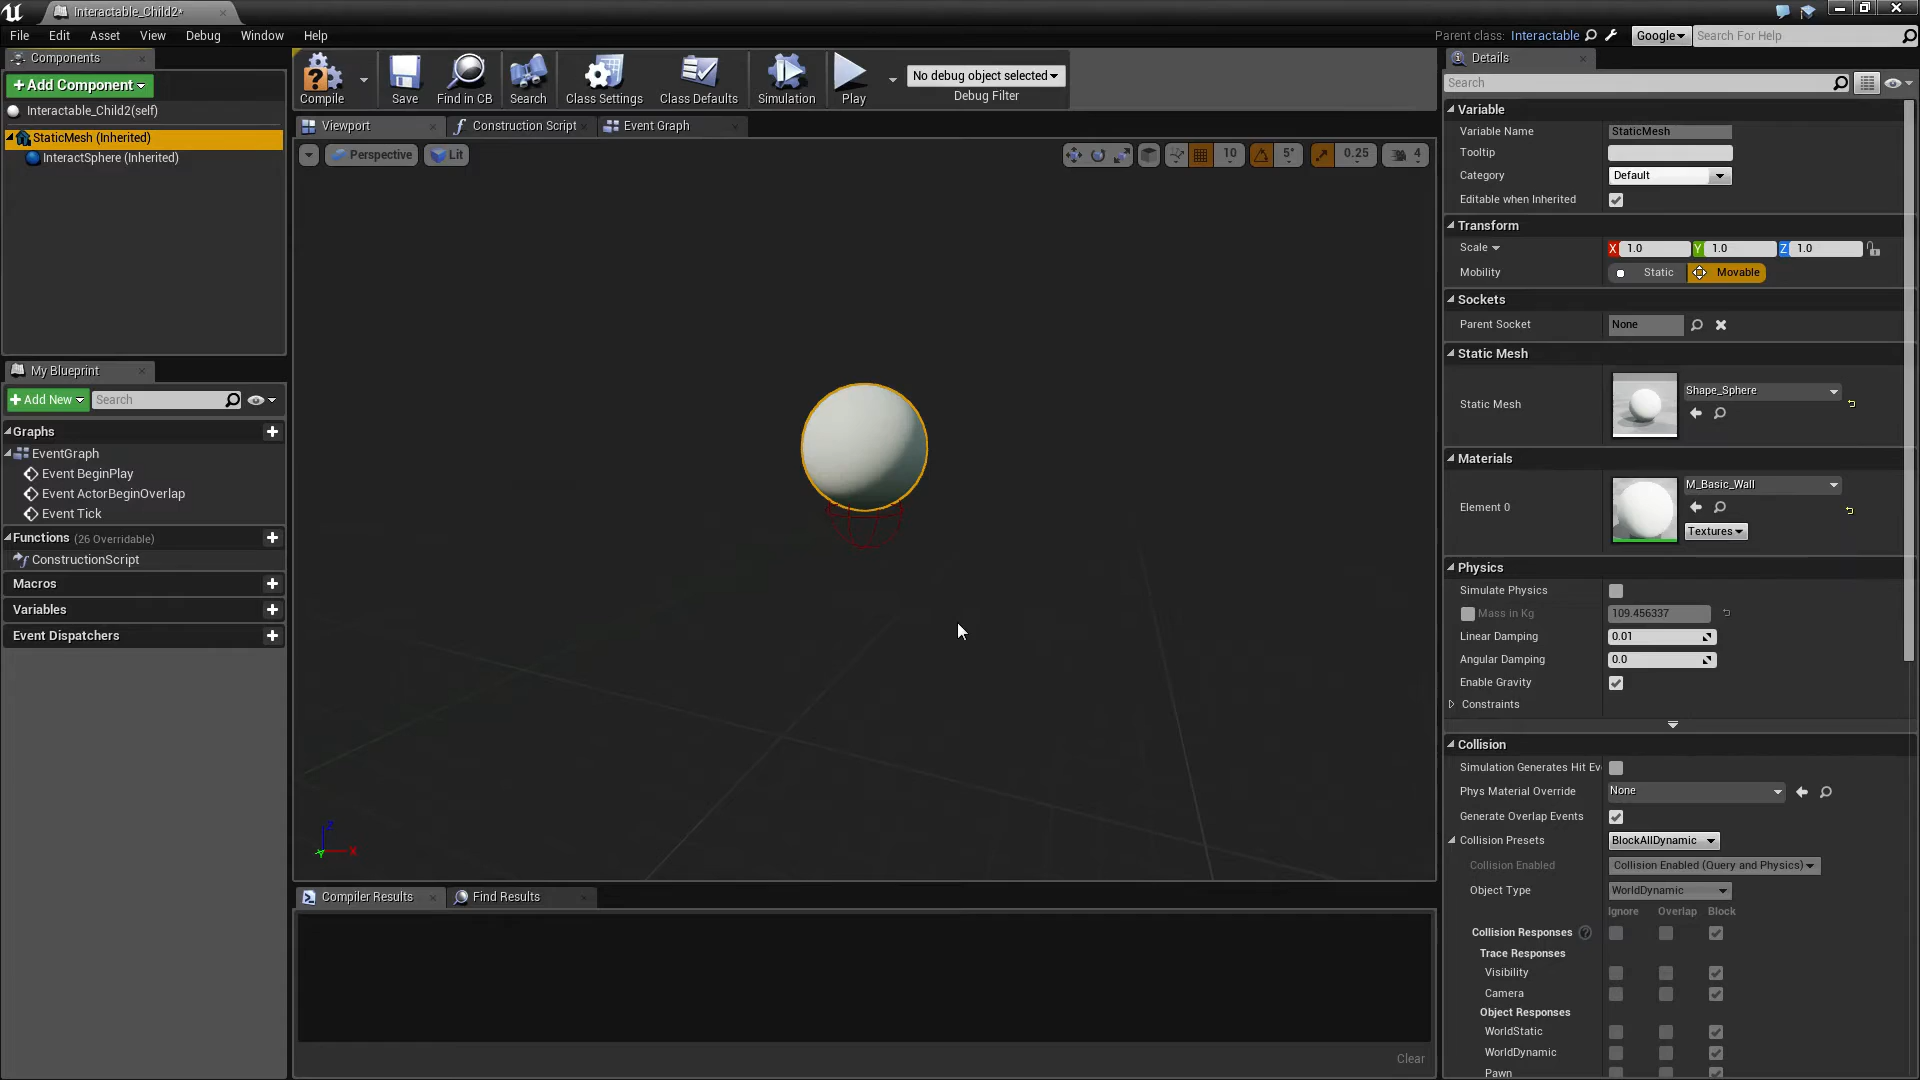 Interactable_Child2*
File Edit Asset View Debug Window Help
Parent class: Interactable
Google
Search For Help
Components
+Add Component
Interactable_Child2(self)
StaticMesh (Inherited)
InteractSphere (Inherited)
My Blueprint
+Add New
Search
Graphs
EventGraph
Event BeginPlay
Event ActorBeginOverlap
Event Tick
Functions (26 Overridable)
ConstructionScript
Macros
Variables
Event Dispatchers
Compile
Save
Find in CB
Search
Class Settings
Class Defaults
Simulation
Play
No debug object selected
Debug Filter
Viewport
Construction Script
Event Graph
Perspective
Lit
10
5°
0.25
4
Z
X
Y
Compiler Results
Find Results
Clear
Details
Search
Variable
Variable Name StaticMesh
Tooltip
Category Default
Editable when Inherited
Transform
Scale X 1.0 Y 1.0 Z 1.0
Mobility Static Movable
Sockets
Parent Socket None
Static Mesh
Static Mesh Shape_Sphere
Materials
Element 0 M_Basic_Wall
Textures
Physics
Simulate Physics
Mass in Kg 109.456337
Linear Damping 0.01
Angular Damping 0.0
Enable Gravity
Constraints
Collision
Simulation Generates Hit Ev
Phys Material Override None
Generate Overlap Events
Collision Presets BlockAllDynamic
Collision Enabled Collision Enabled (Query and Physics)
Object Type WorldDynamic
Ignore Overlap Block
Collision Responses ?
Trace Responses
Visibility
Camera
Object Responses
WorldStatic
WorldDynamic
Pawn